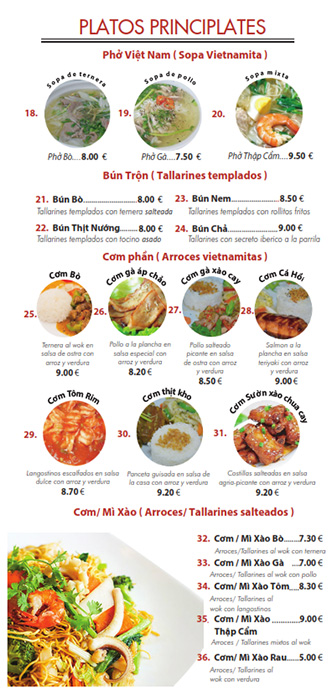 PLATOS PRINCIPLATES
Phở Việt Nam ( Sopa Vietnamita )
Sopa de ternera
Sopa de pollo
Sopa mixta
18.
19.
20.
Phở Bò....8.00 €
Phở Gà....7.50 €
Phở Thập Cẩm...9.50 €
Bún Trộn ( Tallarines templados )
21. Bún Bò..................8.00 €
Tallarines templados con ternera salteada
23. Bún Nem................8.50 €
Tallarines templados con rollitos fritos
22. Bún Thịt Nướng.....8.00 €
Tallarines templados con tocino asado
24. Bún Chả................9.00 €
Tallarines con secreto iberica o la parrila
Cơm phần ( Arroces vietnamitas )
Cơm Bò
Cơm gà áp chảo
Cơm gà xào cay
Cơm Cá Hồi
25.
26.
27.
28.
Ternera al wok en
salsa de ostra con
arroz y verdura
9.00 €
Pollo a la plancha en
salsa especial con
arroz y verdura
8.20 €
Pollo salteado
picante en salsa
de ostra con
arroz y verdura
8.50 €
Salmon a la
plancha en salsa
teriyaki con arroz y
verdura
9.00 €
Cơm Tôm Rim
Cơm thịt kho
Cơm Sườn xào chua cay
29.
30.
31.
Langostinos escalfados en salsa
dulce con arroz y verdura
8.70 €
Panceta guisada en salsa de
la casa con arroz y verdura
9.20 €
Costillas salteadas en salsa
agria-picante con arroz y verdura
9.20 €
Cơm/ Mì Xào ( Arroces/ Tallarines salteados )
32. Cơm/ Mì Xào Bò......7.30 €
Arroces/Tallarines al wok con ternera
33. Cơm/ Mì Xào Gà ...7.00 €
Arroces/ Tallarines al wok con pollo
34. Cơm/ Mì Xào Tôm..8.30 €
Arroces/ Tallarines al
wok con langostinos
35. Cơm/ Mì Xào ........9.00 €
Thập Cẩm
Arroces / Tallarines mixtos al wok
36. Cơm/ Mì Xào Rau.....5.00 €
Arroces/ Tallarines al
wok con verdura